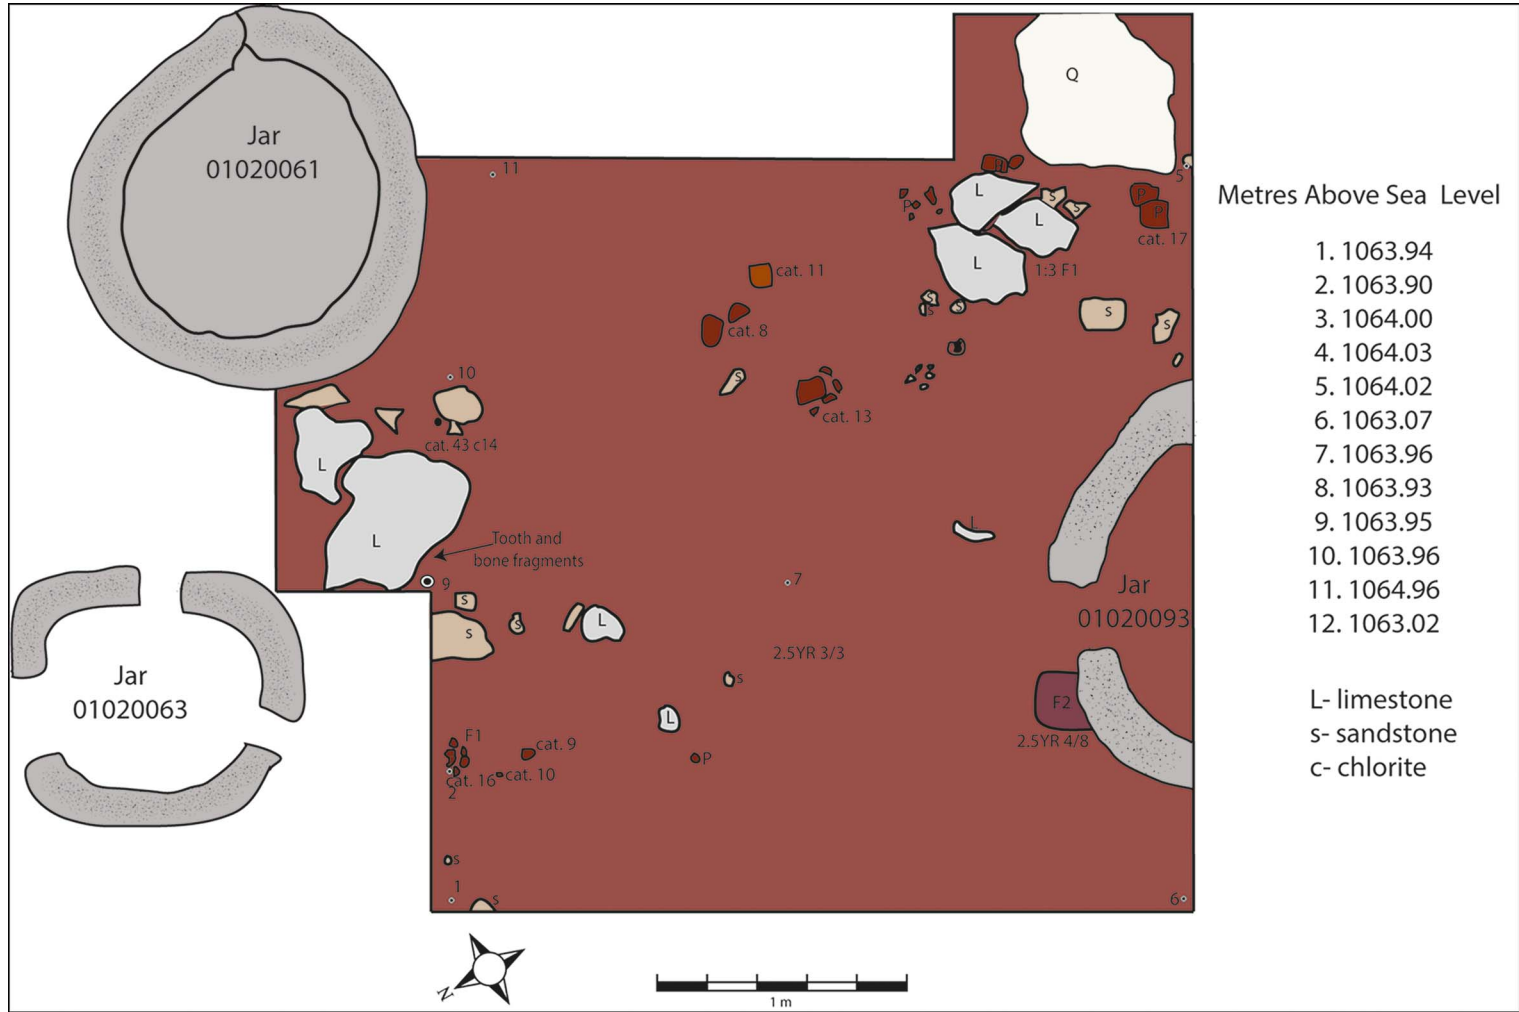 Q
Jar
01020061
11
5
R
L
P
s
s
P
P
L
cat. 17
L
1:3 F1
cat. 11
s
s
s
s
s
cat. 8
10
s
cat. 13
cat. 43 c14
L
L
L
Tooth and
bone fragments
9
7
Jar
01020093
s
s
s
L
2.5YR 3/3
s
Jar
01020063
L
F2
2.5YR 4/8
F1
cat. 9
P
cat. 16
cat. 10
2
s
1
s
6
N
1 m
Metres Above Sea Level
1. 1063.94
2. 1063.90
3. 1064.00
4. 1064.03
5. 1064.02
6. 1063.07
7. 1063.96
8. 1063.93
9. 1063.95
10. 1063.96
11. 1064.96
12. 1063.02
L- limestone
s- sandstone
c- chlorite